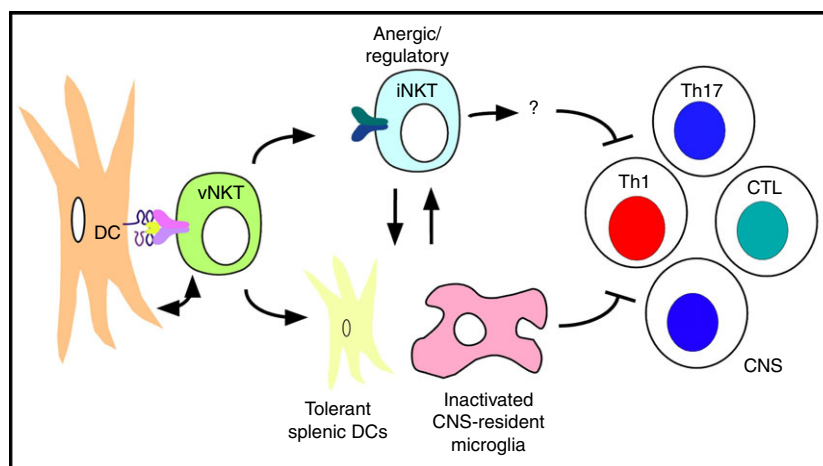 Anergic/
regulatory
iNKT
?
Th17
vNKT
Th1
CTL
DC
CNS
Tolerant
splenic DCs
Inactivated
CNS-resident
microglia